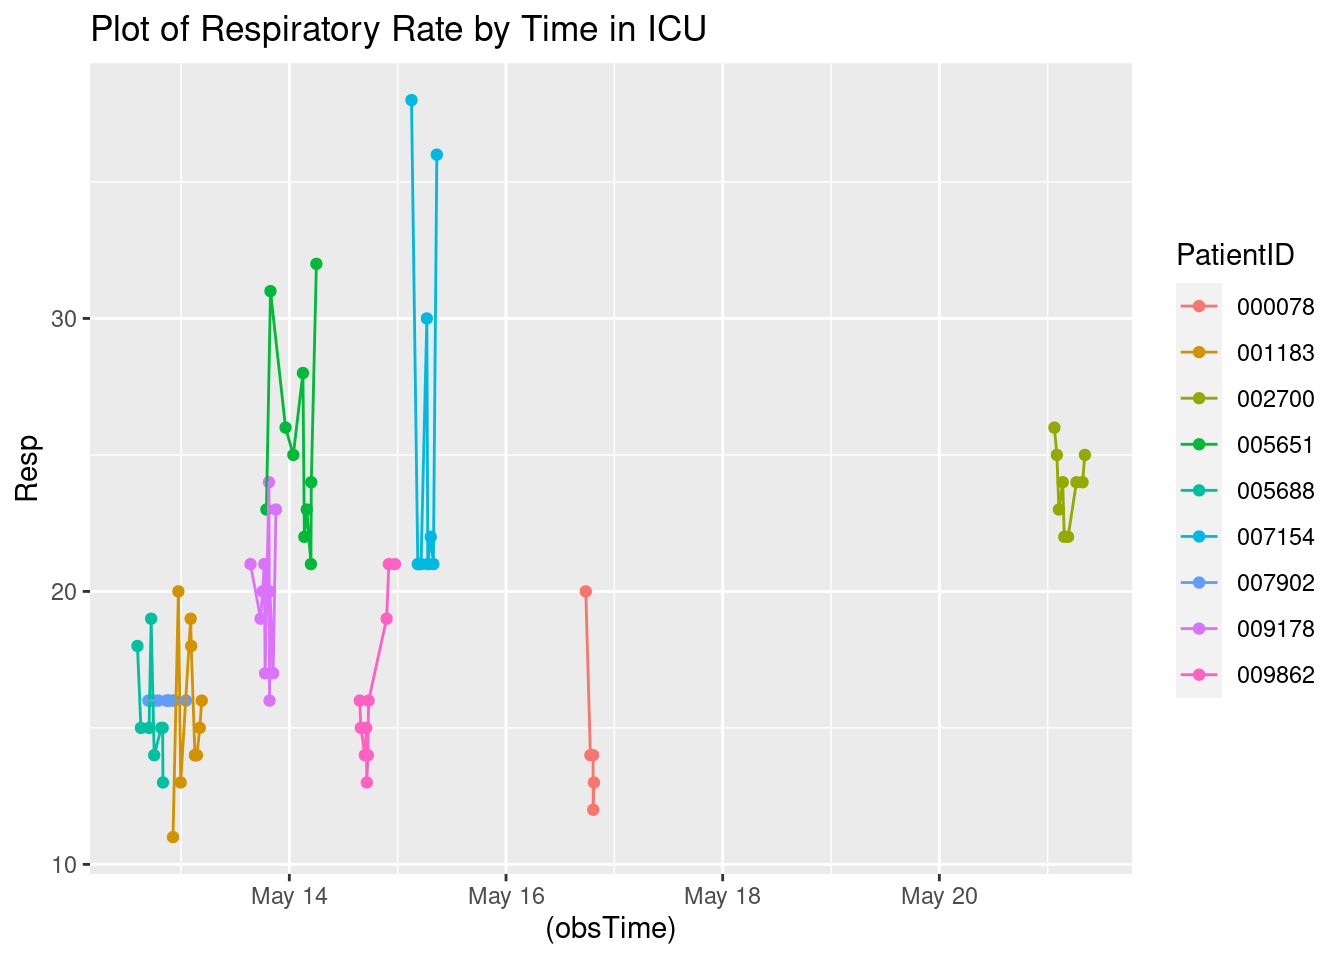 Plot of Respiratory Rate by Time in ICU
Resp
30
20
10
May 14
May 16
May 18
May 20
(obsTime)
PatientID
000078
001183
002700
005651
005688
007154
007902
009178
009862